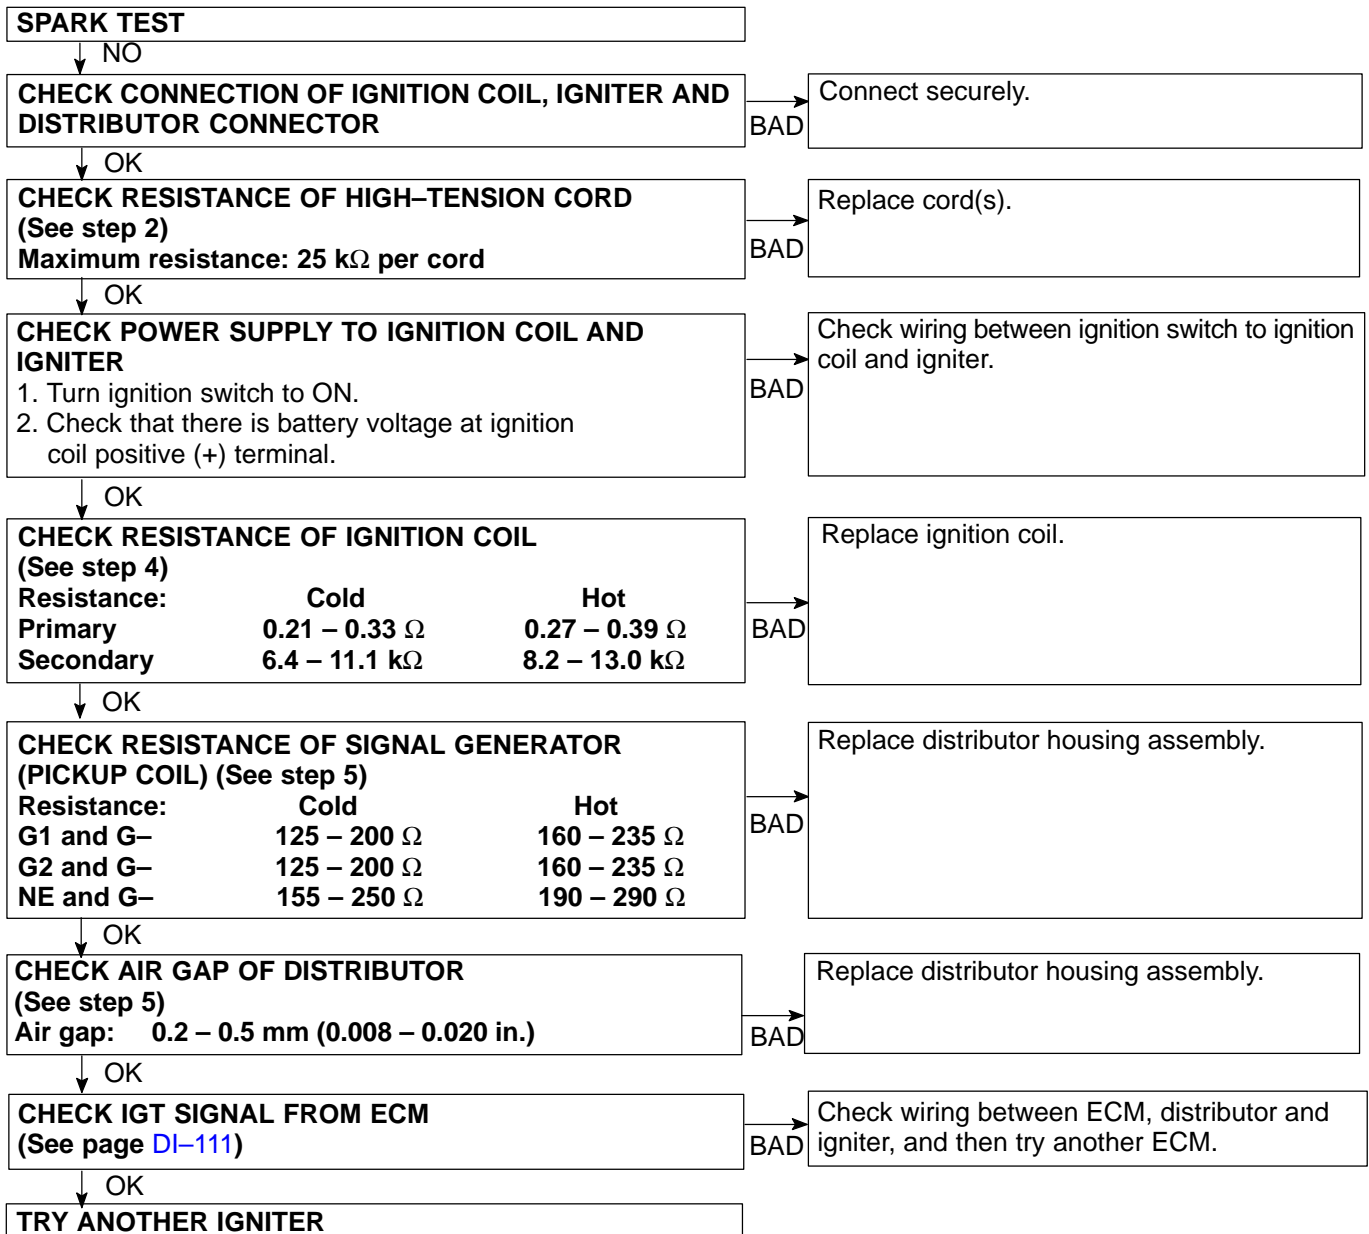 SPARK TEST
NO
CHECK CONNECTION OF IGNITION COIL, IGNITER AND
DISTRIBUTOR CONNECTOR
BAD
Connect securely.
OK
CHECK RESISTANCE OF HIGH–TENSION CORD
(See step 2)
Maximum resistance: 25 kΩ per cord
BAD
Replace cord(s).
OK
CHECK POWER SUPPLY TO IGNITION COIL AND
IGNITER
1. Turn ignition switch to ON.
2. Check that there is battery voltage at ignition
coil positive (+) terminal.
BAD
Check wiring between ignition switch to ignition
coil and igniter.
OK
CHECK RESISTANCE OF IGNITION COIL
(See step 4)
Resistance: Cold Hot
Primary 0.21 – 0.33 Ω 0.27 – 0.39 Ω
Secondary 6.4 – 11.1 kΩ 8.2 – 13.0 kΩ
BAD
Replace ignition coil.
OK
CHECK RESISTANCE OF SIGNAL GENERATOR
(PICKUP COIL) (See step 5)
Resistance: Cold Hot
G1 and G– 125 – 200 Ω 160 – 235 Ω
G2 and G– 125 – 200 Ω 160 – 235 Ω
NE and G– 155 – 250 Ω 190 – 290 Ω
BAD
Replace distributor housing assembly.
OK
CHECK AIR GAP OF DISTRIBUTOR
(See step 5)
Air gap: 0.2 – 0.5 mm (0.008 – 0.020 in.)
BAD
Replace distributor housing assembly.
OK
CHECK IGT SIGNAL FROM ECM
(See page DI–111)
BAD
Check wiring between ECM, distributor and
igniter, and then try another ECM.
OK
TRY ANOTHER IGNITER